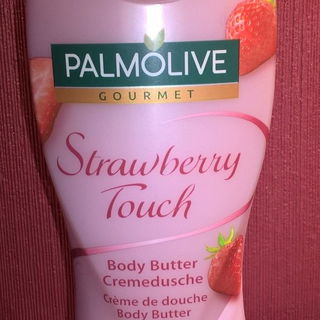 PALMOLIVE
GOURMET
Strawberry
Touch
Body Butter
Cremedusche
Crème de douche
Body Butter